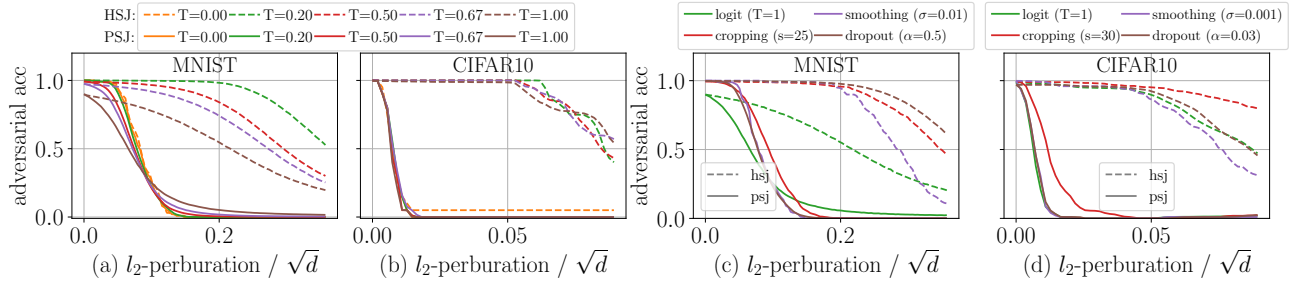 HSJ: T=0.00 T=0.20 T=0.50 T=0.67 T=1.00
PSJ: T=0.00 T=0.20 T=0.50 T=0.67 T=1.00
logit (T=1) smoothing (σ=0.01)
cropping (s=25) dropout (α=0.5)
logit (T=1) smoothing (σ=0.001)
cropping (s=30) dropout (α=0.03)
adversarial acc
MNIST
1.0
0.5
0.0
0.0 0.2
(a) l₂-perburation / √d
CIFAR10
0.00 0.05
(b) l₂-perburation / √d
adversarial acc
MNIST
1.0
0.5
0.0
hsj
psj
0.0 0.2
(c) l₂-perburation / √d
CIFAR10
hsj
psj
0.00 0.05
(d) l₂-perburation / √d